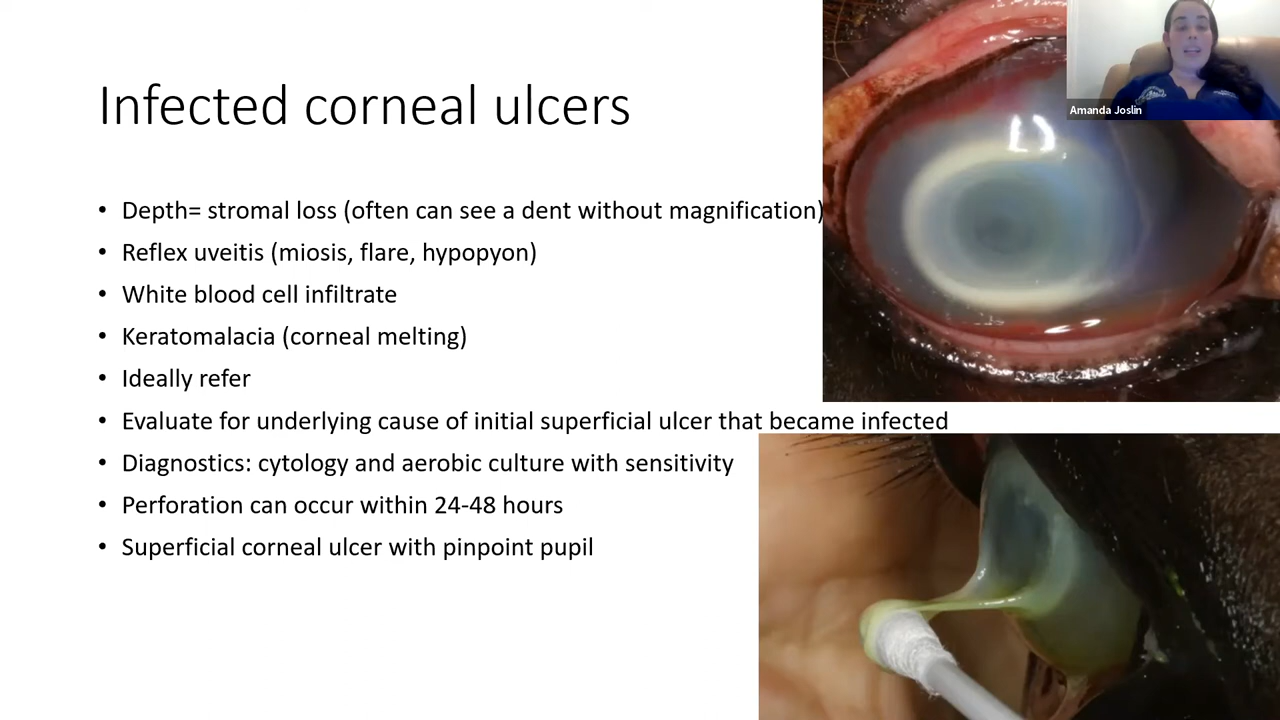 Infected corneal ulcers
• Depth= stromal loss (often can see a dent without magnification)
• Reflex uveitis (miosis, flare, hypopyon)
• White blood cell infiltrate
• Keratomalacia (corneal melting)
• Ideally refer
• Evaluate for underlying cause of initial superficial ulcer that became infected
• Diagnostics: cytology and aerobic culture with sensitivity
• Perforation can occur within 24-48 hours
• Superficial corneal ulcer with pinpoint pupil
Amanda Joslin